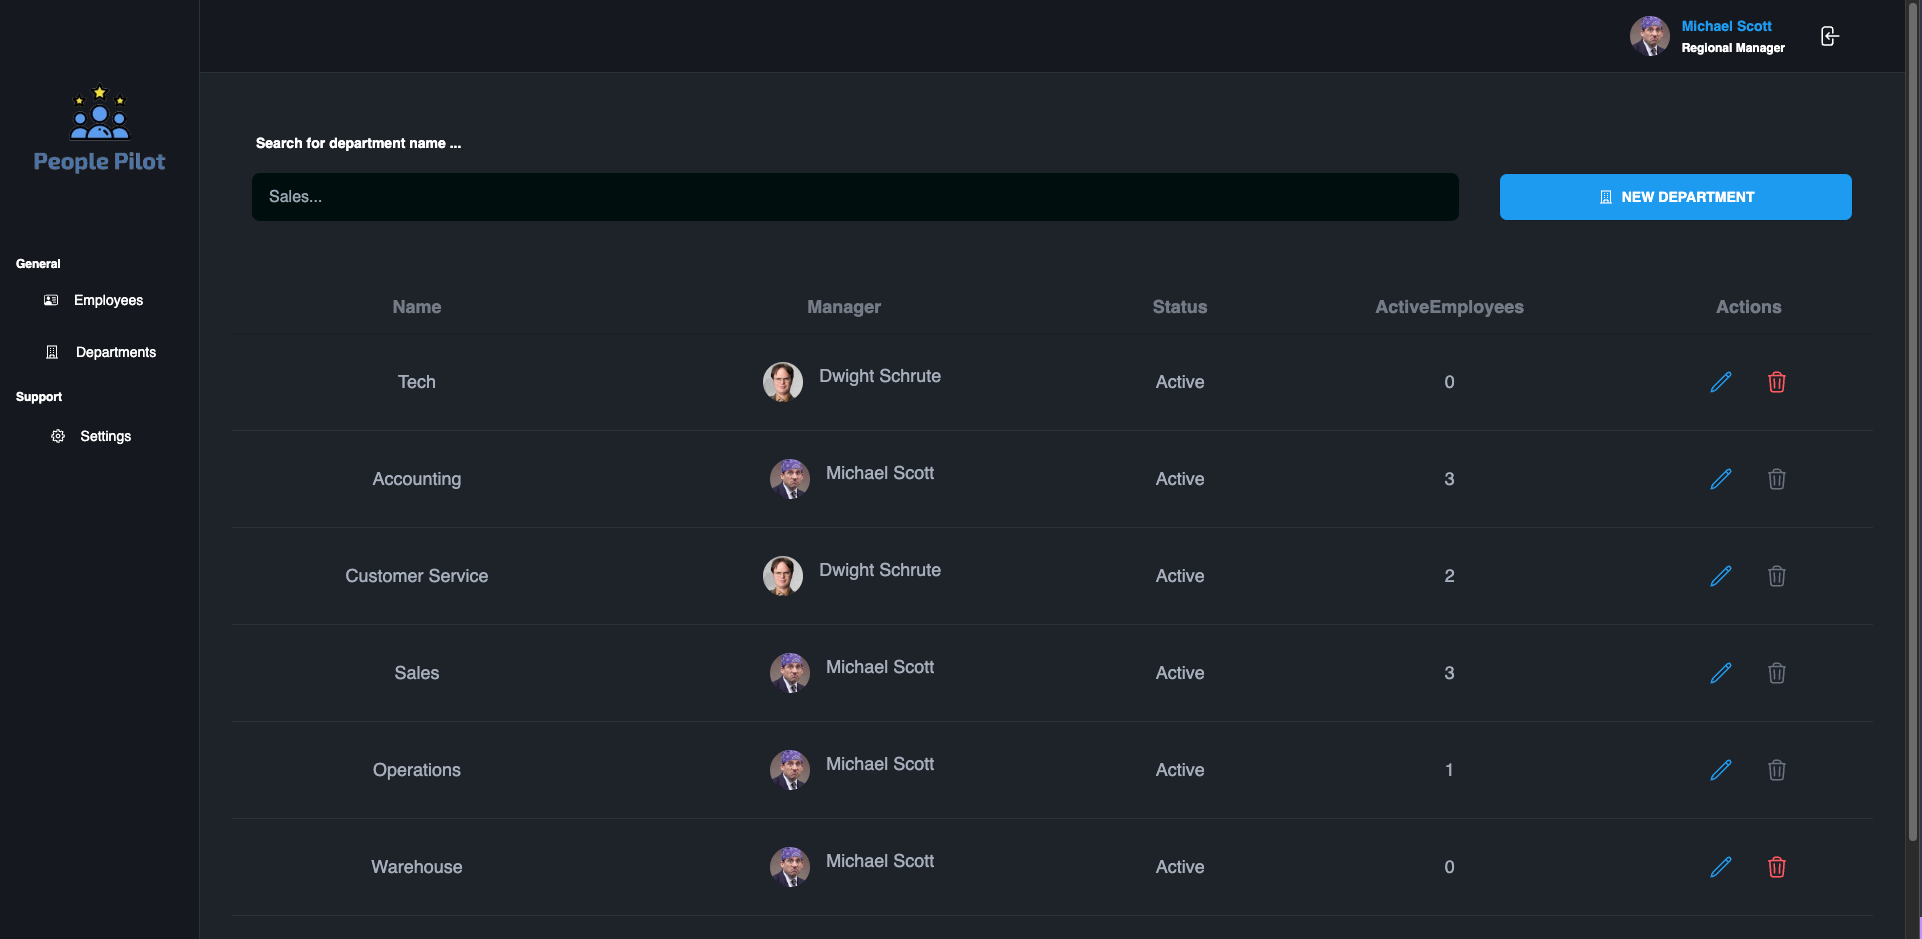 Michael Scott
Regional Manager
People Pilot
General
Employees
Departments
Support
Settings
Search for department name ...
Sales...
NEW DEPARTMENT
Name Manager Status ActiveEmployees Actions
Tech Dwight Schrute Active 0
Accounting Michael Scott Active 3
Customer Service Dwight Schrute Active 2
Sales Michael Scott Active 3
Operations Michael Scott Active 1
Warehouse Michael Scott Active 0